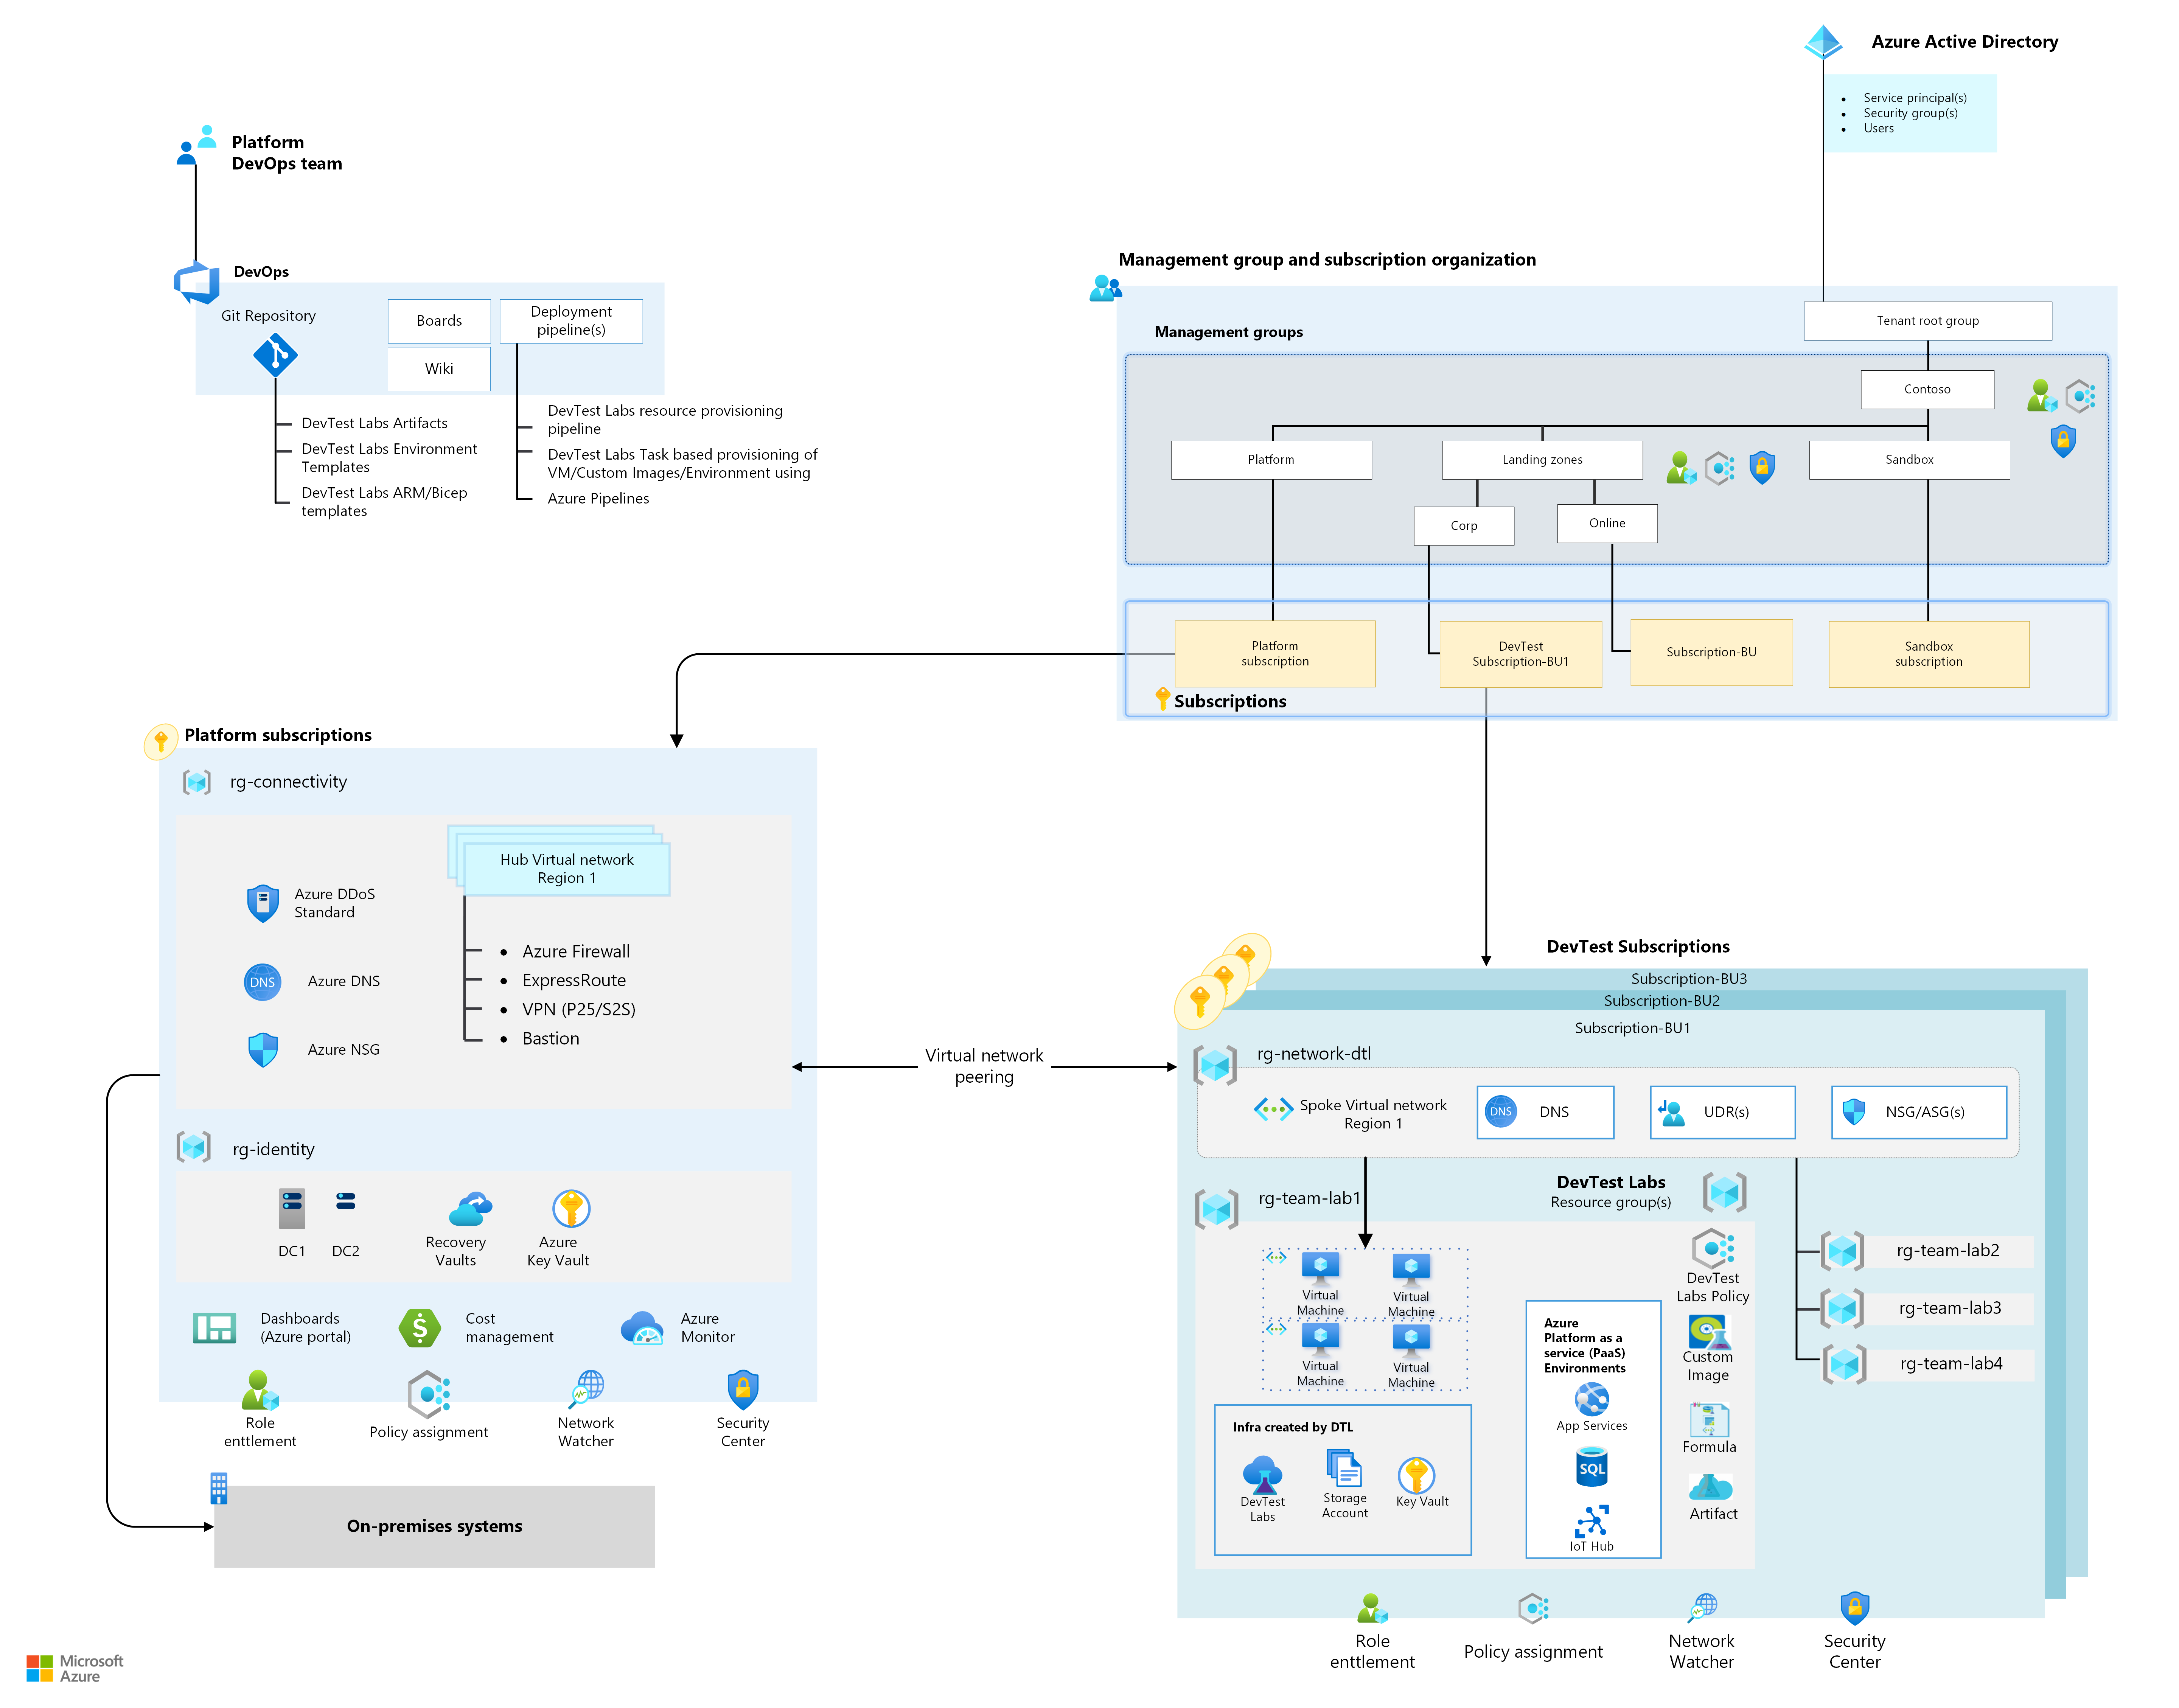 Azure Active Directory
• Service principal(s)
• Security group(s)
• Users
Platform
DevOps team
DevOps
Git Repository
Boards
Wiki
Deployment
pipeline(s)
DevTest Labs Artifacts
DevTest Labs Environment
Templates
DevTest Labs ARM/Bicep
templates
DevTest Labs resource provisioning
pipeline
DevTest Labs Task based provisioning of
VM/Custom Images/Environment using
Azure Pipelines
Management group and subscription organization
Management groups
Tenant root group
Contoso
Platform
Landing zones
Sandbox
Corp
Online
Platform
subscription
DevTest
Subscription-BU1
Subscription-BU
Sandbox
subscription
Subscriptions
Platform subscriptions
rg-connectivity
Hub Virtual network
Region 1
Azure DDoS
Standard
Azure DNS
DNS
Azure NSG
• Azure Firewall
• ExpressRoute
• VPN (P25/S2S)
• Bastion
rg-identity
DC1
DC2
Recovery
Vaults
Azure
Key Vault
Dashboards
(Azure portal)
Cost
management
Azure
Monitor
Role
enttlement
Policy assignment
Network
Watcher
Security
Center
On-premises systems
Virtual network
peering
DevTest Subscriptions
Subscription-BU3
Subscription-BU2
Subscription-BU1
rg-network-dtl
Spoke Virtual network
Region 1
DNS
DNS
UDR(s)
NSG/ASG(s)
rg-team-lab1
DevTest Labs
Resource group(s)
Virtual
Machine
Virtual
Machine
Virtual
Machine
Virtual
Machine
Infra created by DTL
DevTest
Labs
Storage
Account
Key Vault
Azure
Platform as a
service (PaaS)
Environments
App Services
SQL
IoT Hub
DevTest
Labs Policy
Custom
Image
Formula
Artifact
rg-team-lab2
rg-team-lab3
rg-team-lab4
Role
enttlement
Policy assignment
Network
Watcher
Security
Center
Microsoft
Azure